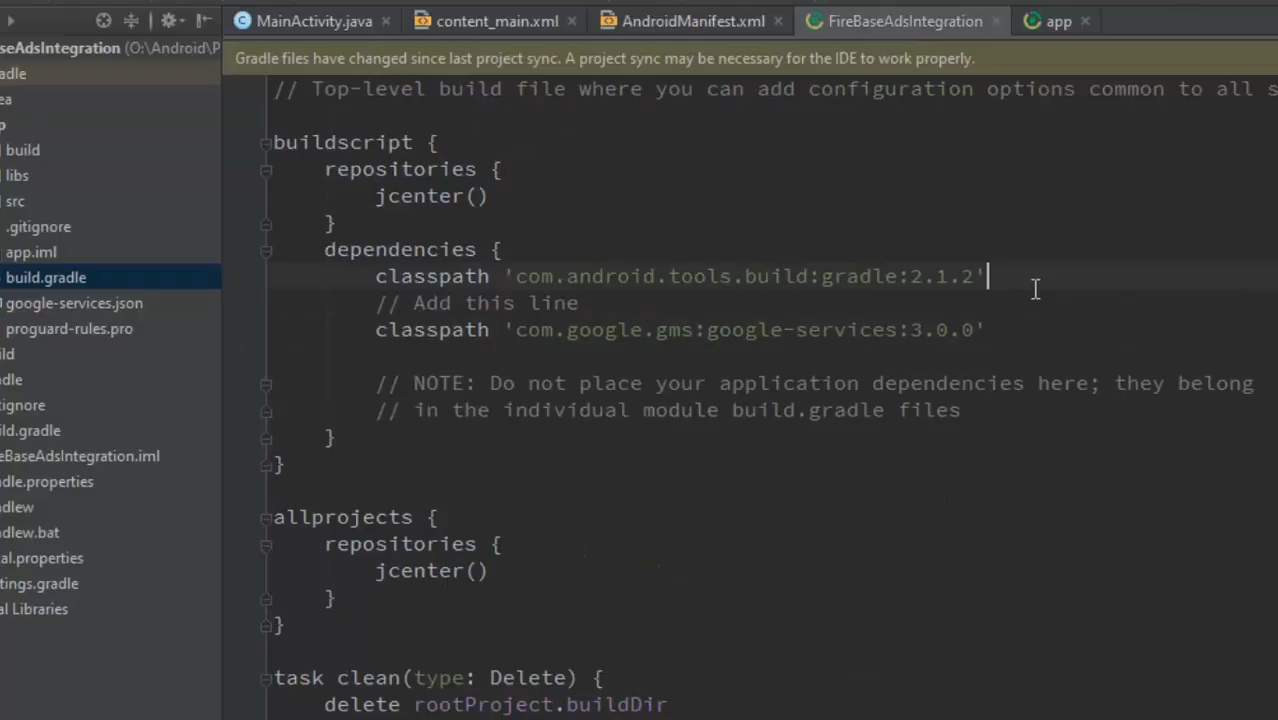 MainActivity.java
content_main.xml
AndroidManifest.xml
FireBaseAdsIntegration
app
eAdsIntegration (O:\Android\P
Gradle files have changed since last project sync. A project sync may be necessary for the IDE to work properly.
adle
ea
p
build
libs
src
.gitignore
app.iml
build.gradle
google-services.json
proguard-rules.pro
ild
dle
tignore
ild.gradle
eBaseAdsIntegration.iml
dle.properties
dlew
dlew.bat
al.properties
tings.gradle
al Libraries
// Top-level build file where you can add configuration options common to all s
buildscript {
repositories {
jcenter()
}
dependencies {
classpath 'com.android.tools.build:gradle:2.1.2'
// Add this line
classpath 'com.google.gms:google-services:3.0.0'
// NOTE: Do not place your application dependencies here; they belong
// in the individual module build.gradle files
}
}
allprojects {
repositories {
jcenter()
}
}
task clean(type: Delete) {
delete rootProject.buildDir